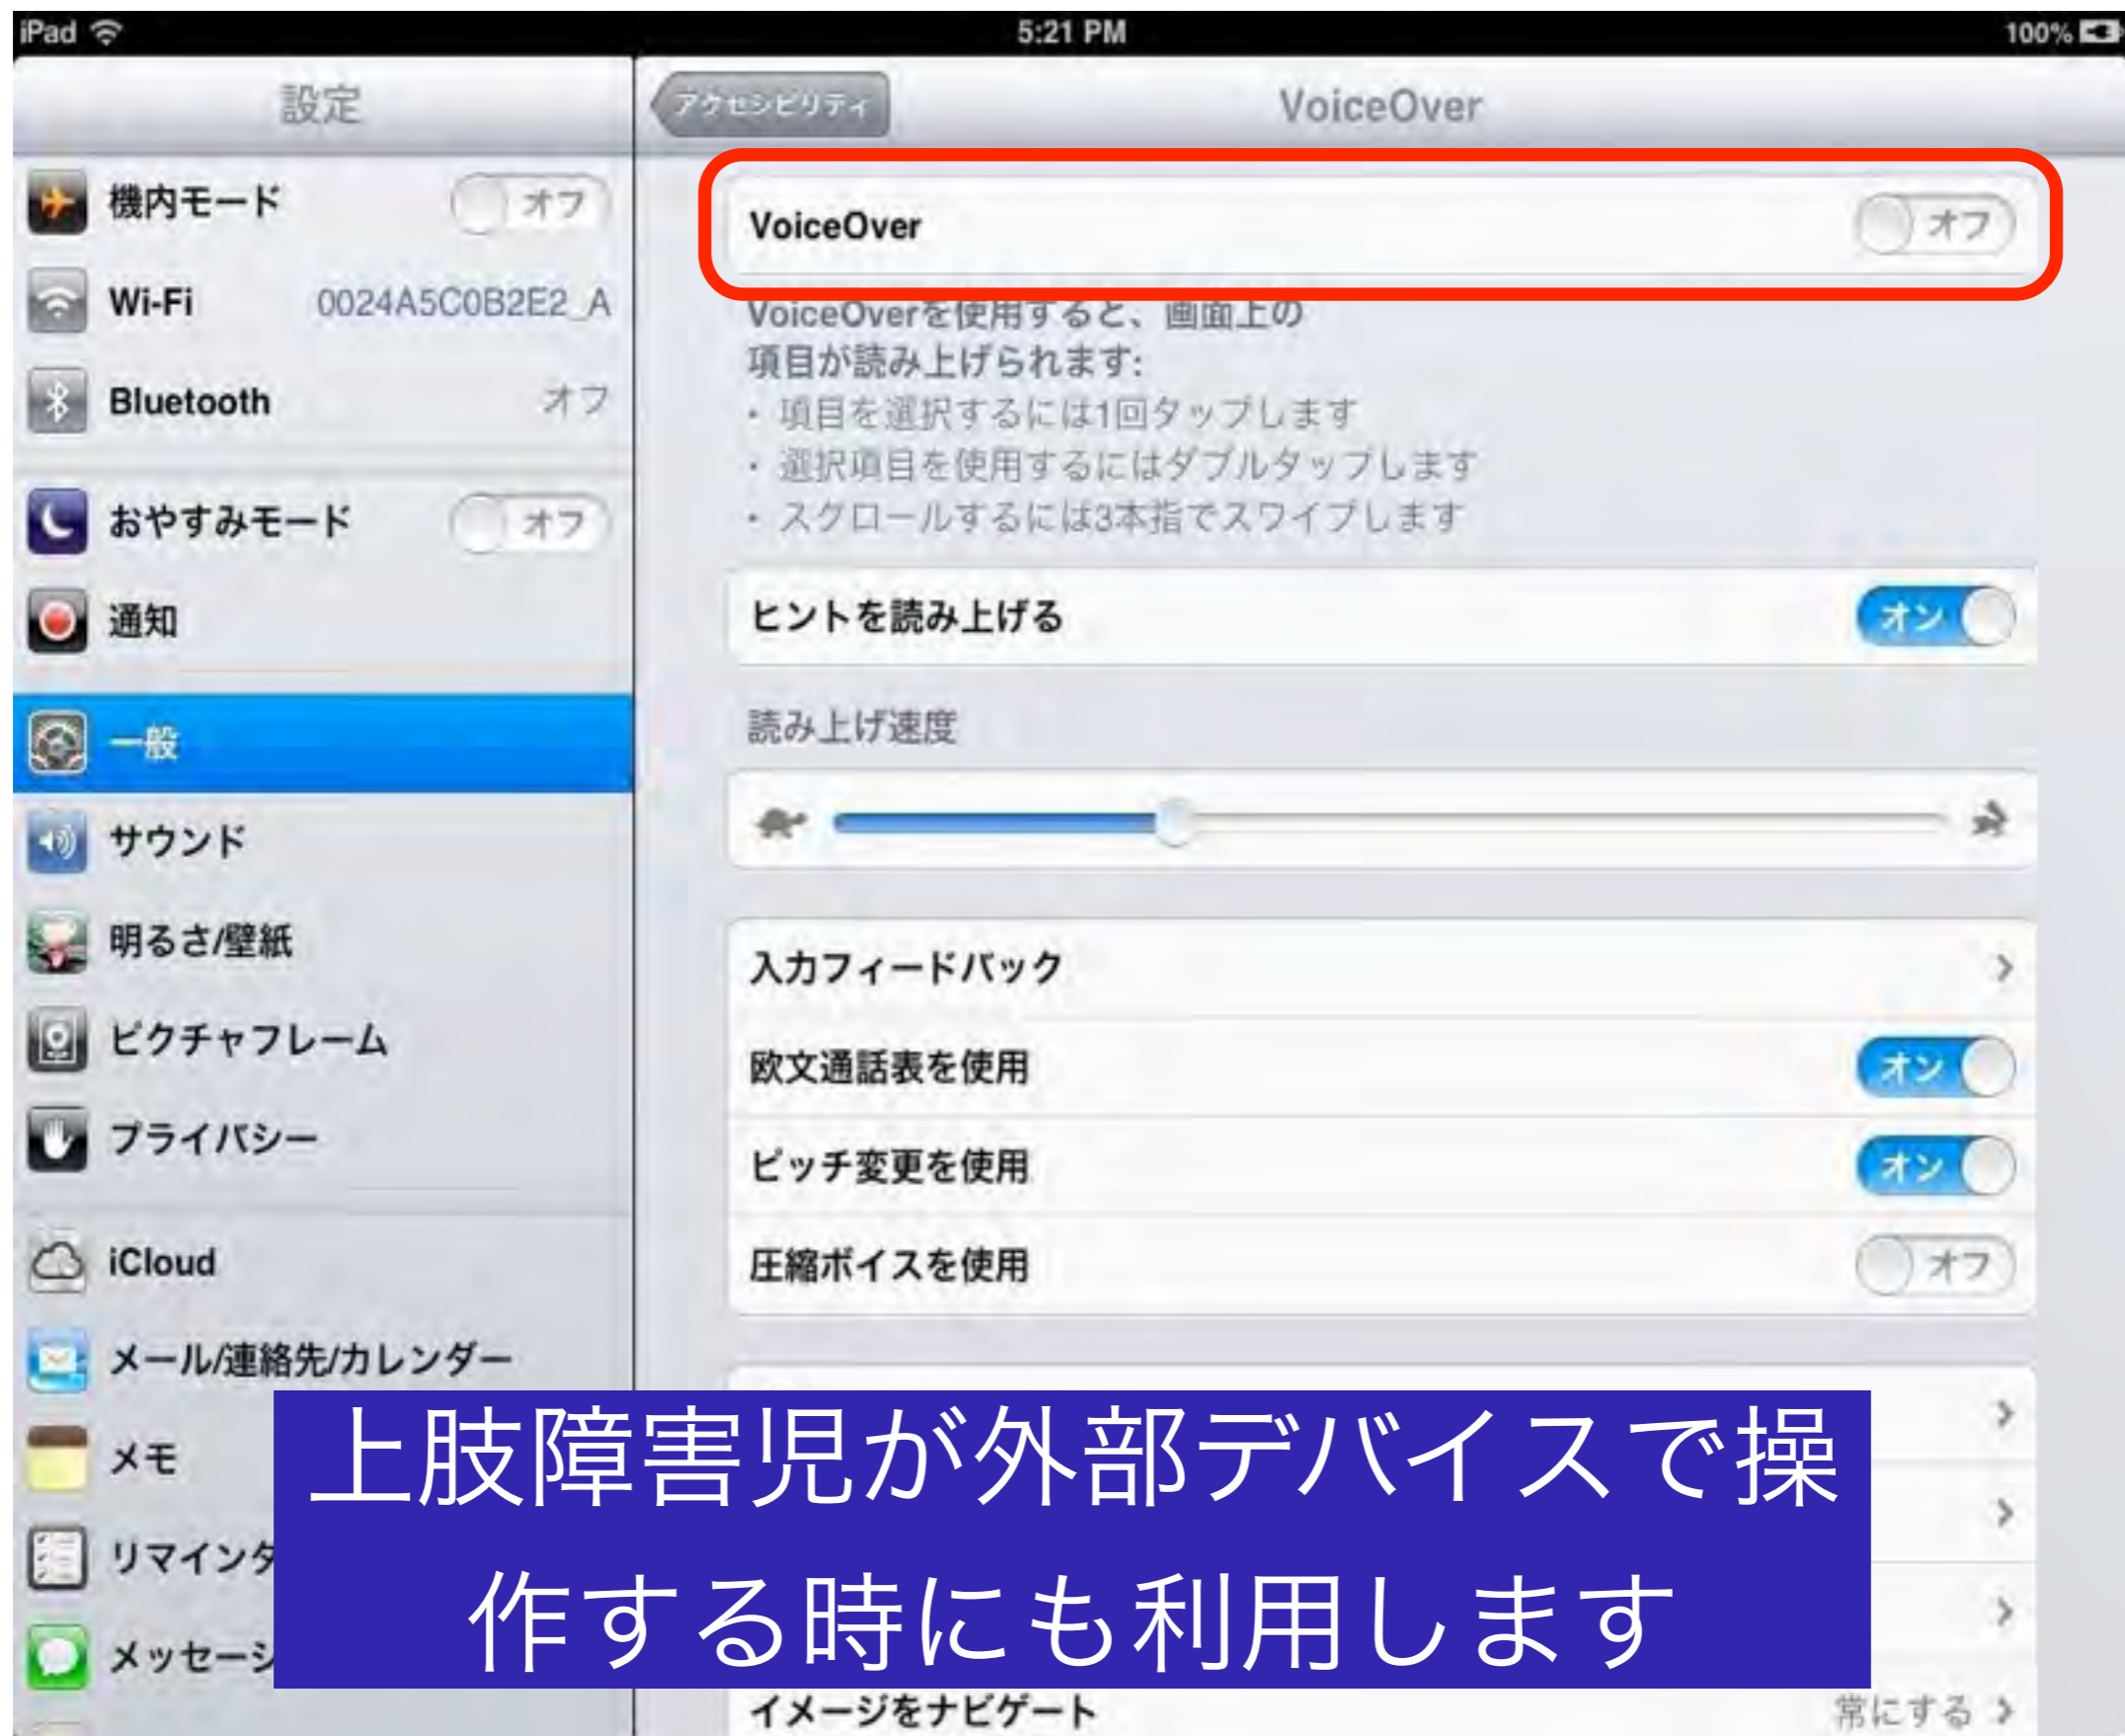 iPad
5:21 PM
100%
設定
機内モード オフ
Wi-Fi 0024A5C0B2E2_A
Bluetooth オフ
おやすみモード オフ
通知
一般
サウンド
明るさ/壁紙
ピクチャフレーム
プライバシー
iCloud
メール/連絡先/カレンダー
メモ
リマインダ
メッセージ
アクセシビリティ
VoiceOver
VoiceOver オフ
VoiceOverを使用すると、画面上の
項目が読み上げられます:
・ 項目を選択するには1回タップします
・ 選択項目を使用するにはダブルタップします
・ スクロールするには3本指でスワイプします
ヒントを読み上げる オン
読み上げ速度
入力フィードバック
欧文通話表を使用 オン
ピッチ変更を使用 オン
圧縮ボイスを使用 オフ
上肢障害児が外部デバイスで操
作する時にも利用します
イメージをナビゲート 常にする